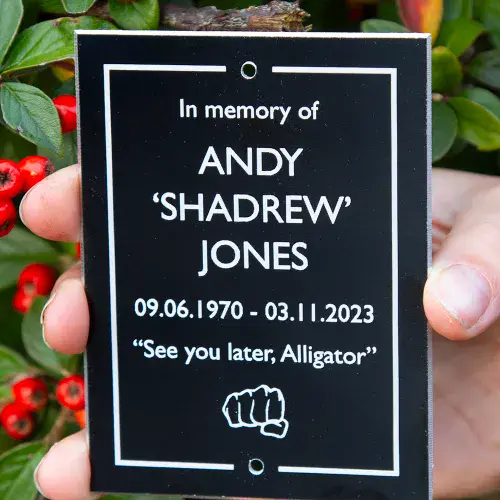 In memory of
ANDY
‘SHADREW’
JONES
09.06.1970 - 03.11.2023
“See you later, Alligator”